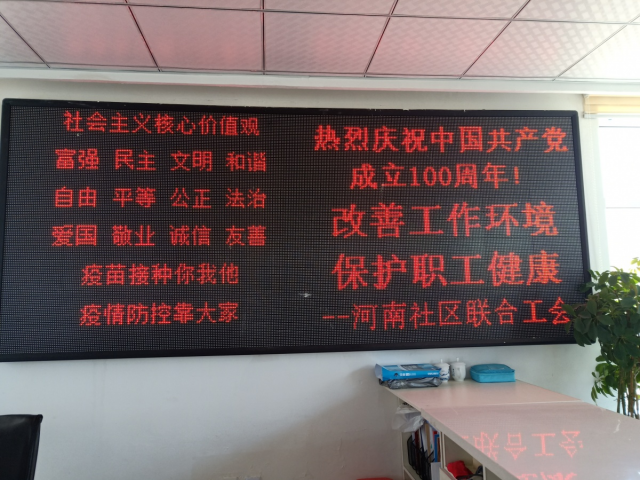 社会主义核心价值观
富强 民主 文明 和谐
自由 平等 公正 法治
爱国 敬业 诚信 友善
疫苗接种你我他
疫情防控靠大家
热烈庆祝中国共产党
成立100周年！
改善工作环境
保护职工健康
--河南社区联合工会